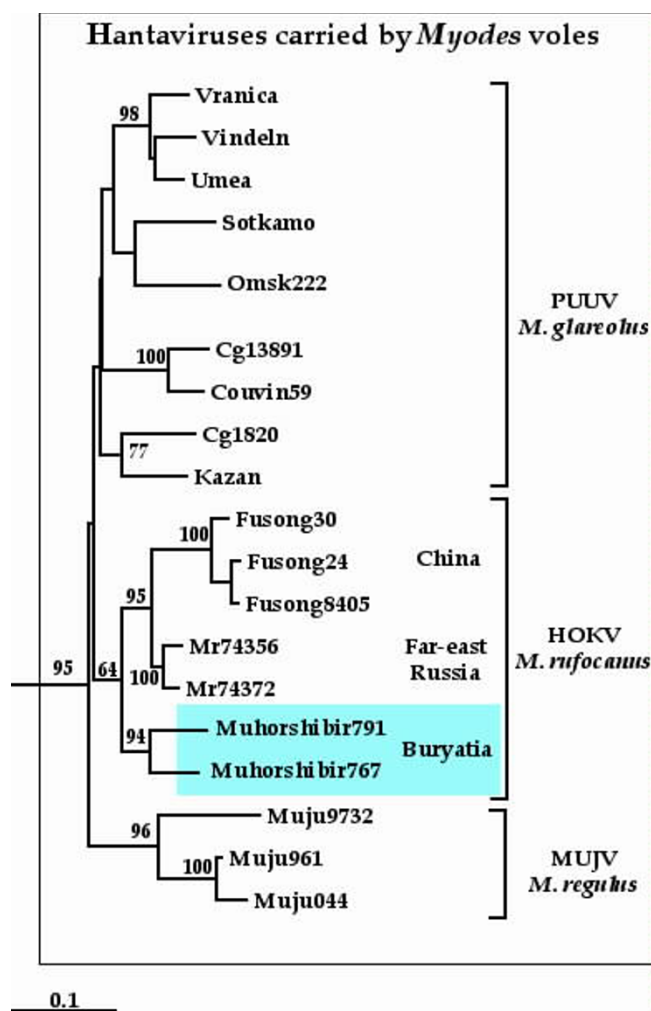 Hantaviruses carried by Myodes voles
98
Vranica
Vindeln
Umea
Sotkamo
Omsk222
PUUV
M. glareolus
100
Cg13891
Couvin59
Cg1820
77
Kazan
Fusong30
100
Fusong24
China
Fusong8405
95
HOKV
M. rufocanus
Mr74356
Far-east
Russia
95
64
100
Mr74372
Muhorshibir791
94
Buryatia
Muhorshibir767
Muju9732
96
MUJV
M. regulus
100
Muju961
Muju044
0.1